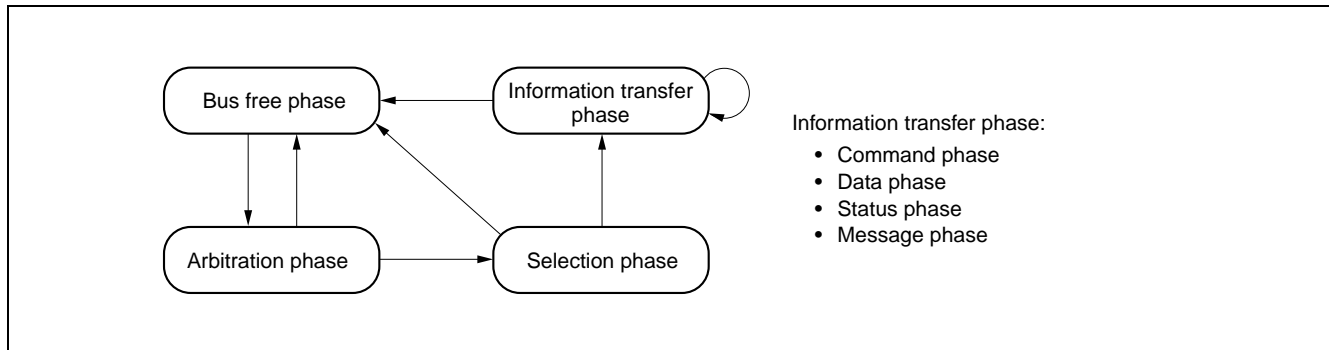 Bus free phase
Information transfer
phase
Arbitration phase
Selection phase
Information transfer phase:
• Command phase
• Data phase
• Status phase
• Message phase